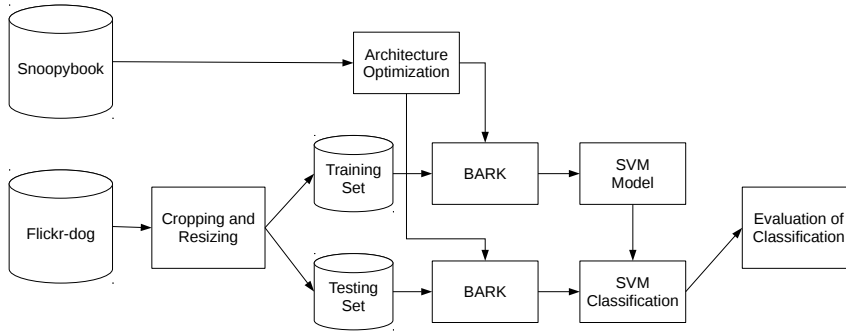 Snoopybook
Architecture
Optimization
Training
Set
BARK
SVM
Model
Flickr-dog
Cropping and
Resizing
Evaluation of
Classification
Testing
Set
BARK
SVM
Classification